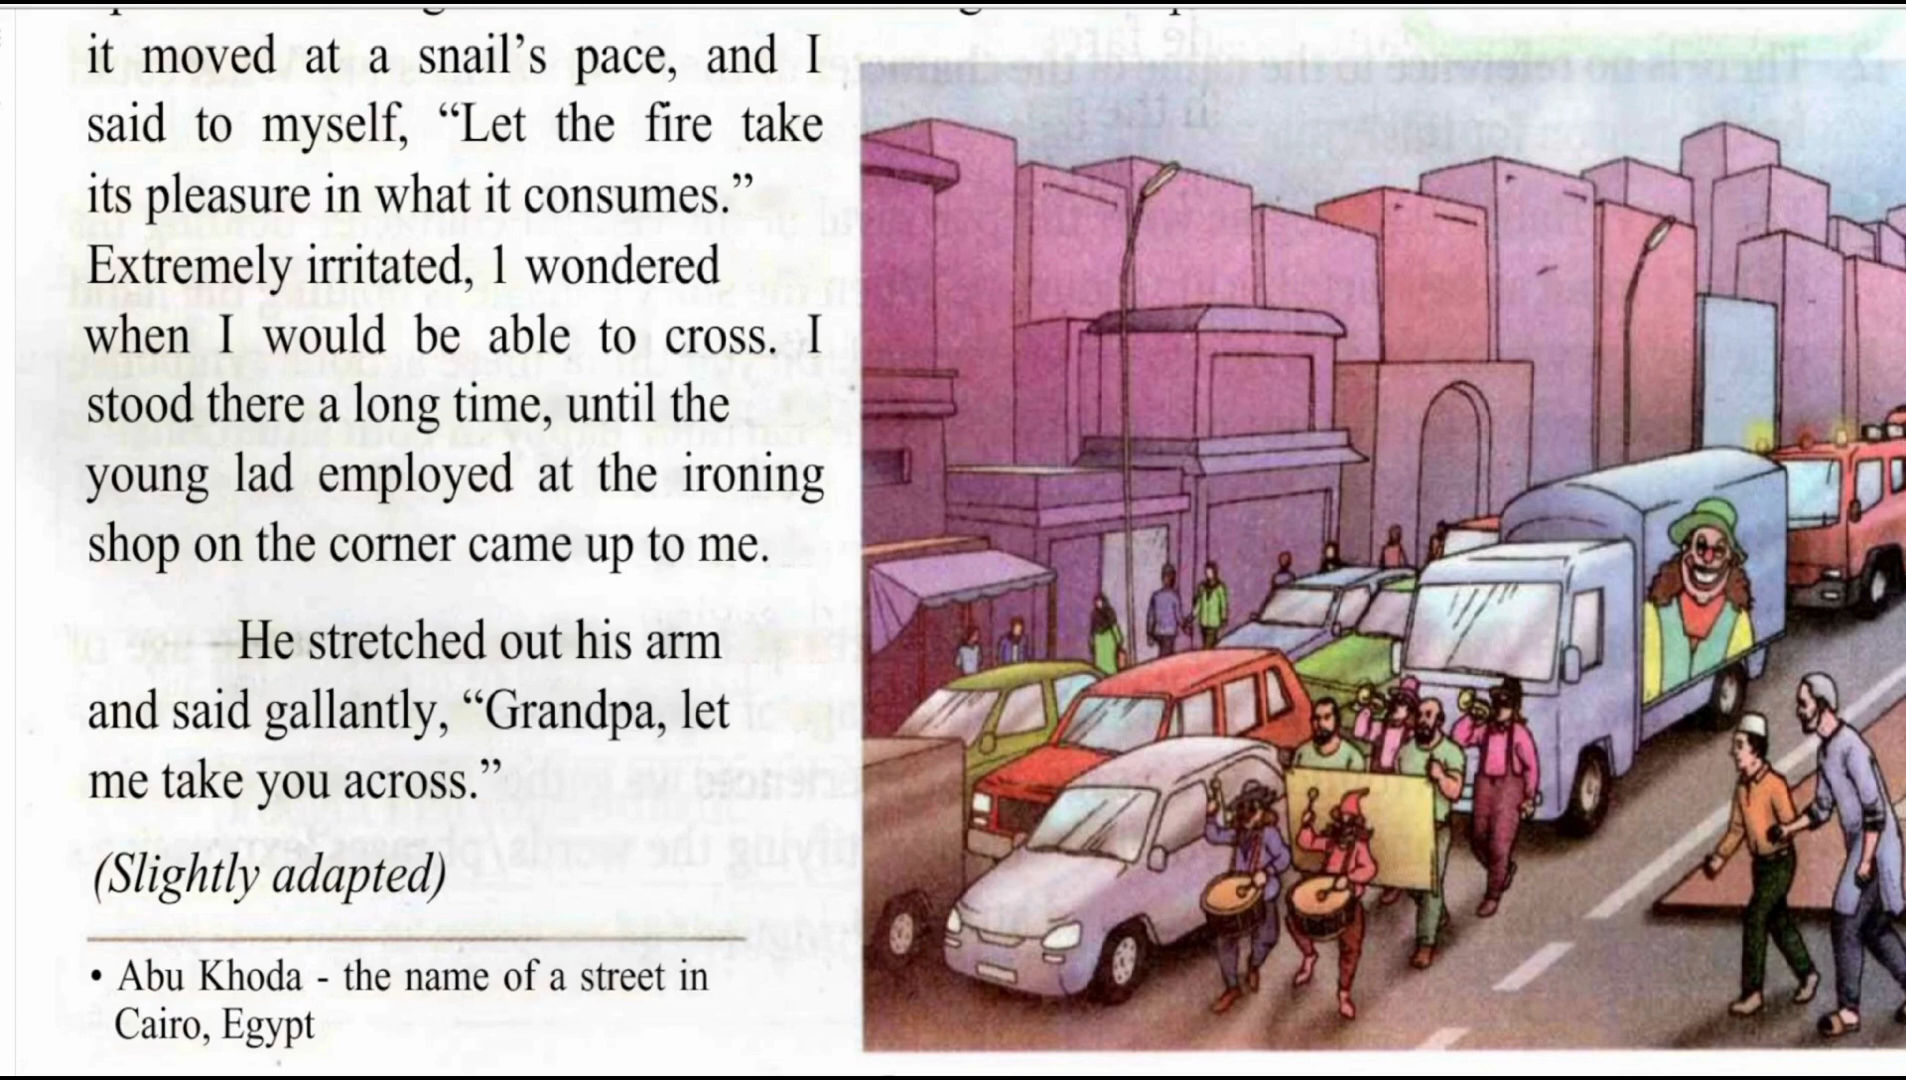 it moved at a snail’s pace, and I
said to myself, “Let the fire take
its pleasure in what it consumes.”
Extremely irritated, 1 wondered
when I would be able to cross. I
stood there a long time, until the
young lad employed at the ironing
shop on the corner came up to me.
He stretched out his arm
and said gallantly, “Grandpa, let
me take you across.”
(Slightly adapted)
• Abu Khoda - the name of a street in
Cairo, Egypt